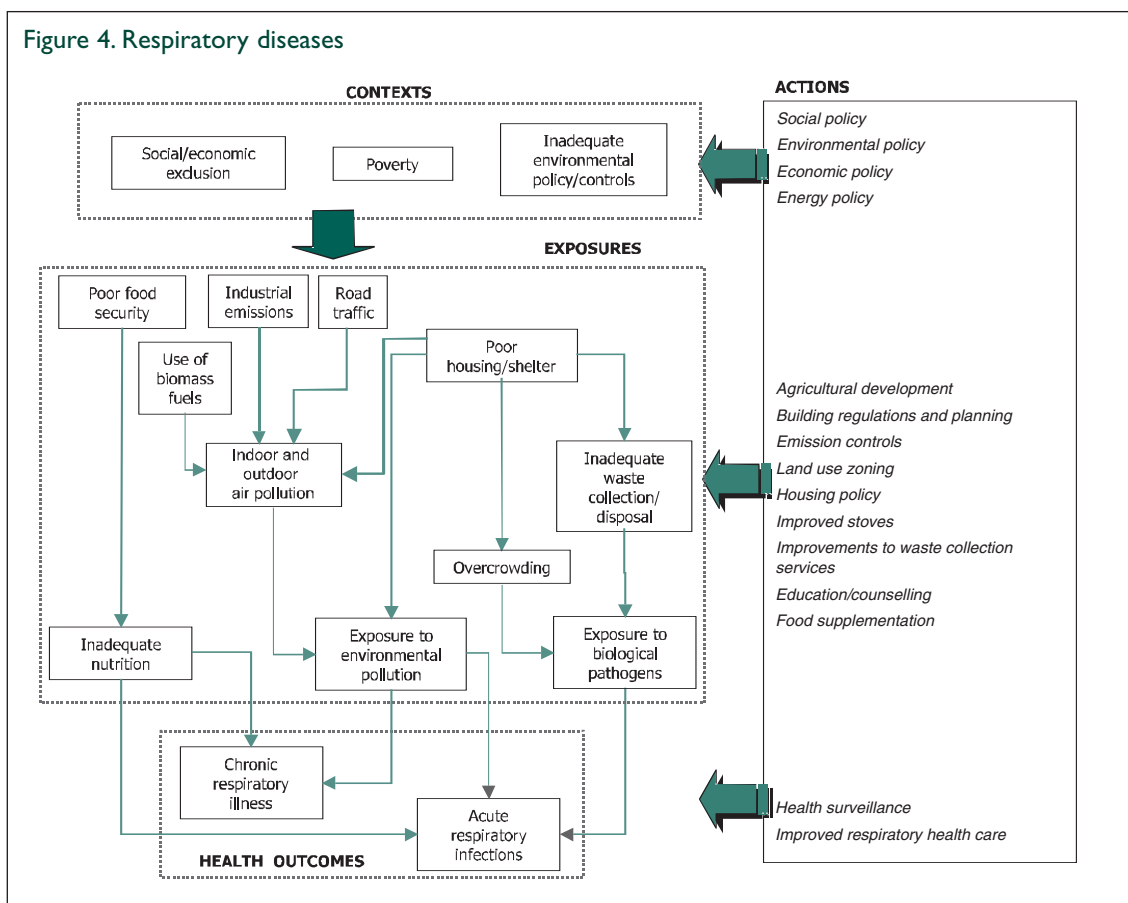 Figure 4. Respiratory diseases
CONTEXTS
Social/economic
exclusion
Poverty
Inadequate
environmental
policy/controls
ACTIONS
Social policy
Environmental policy
Economic policy
Energy policy
EXPOSURES
Poor food
security
Industrial
emissions
Road
traffic
Use of
biomass
fuels
Poor
housing/shelter
Indoor and
outdoor
air pollution
Inadequate
waste
collection/
disposal
Overcrowding
Inadequate
nutrition
Exposure to
environmental
pollution
Exposure to
biological
pathogens
Agricultural development
Building regulations and planning
Emission controls
Land use zoning
Housing policy
Improved stoves
Improvements to waste collection
services
Education/counselling
Food supplementation
Chronic
respiratory
illness
Acute
respiratory
infections
HEALTH OUTCOMES
Health surveillance
Improved respiratory health care